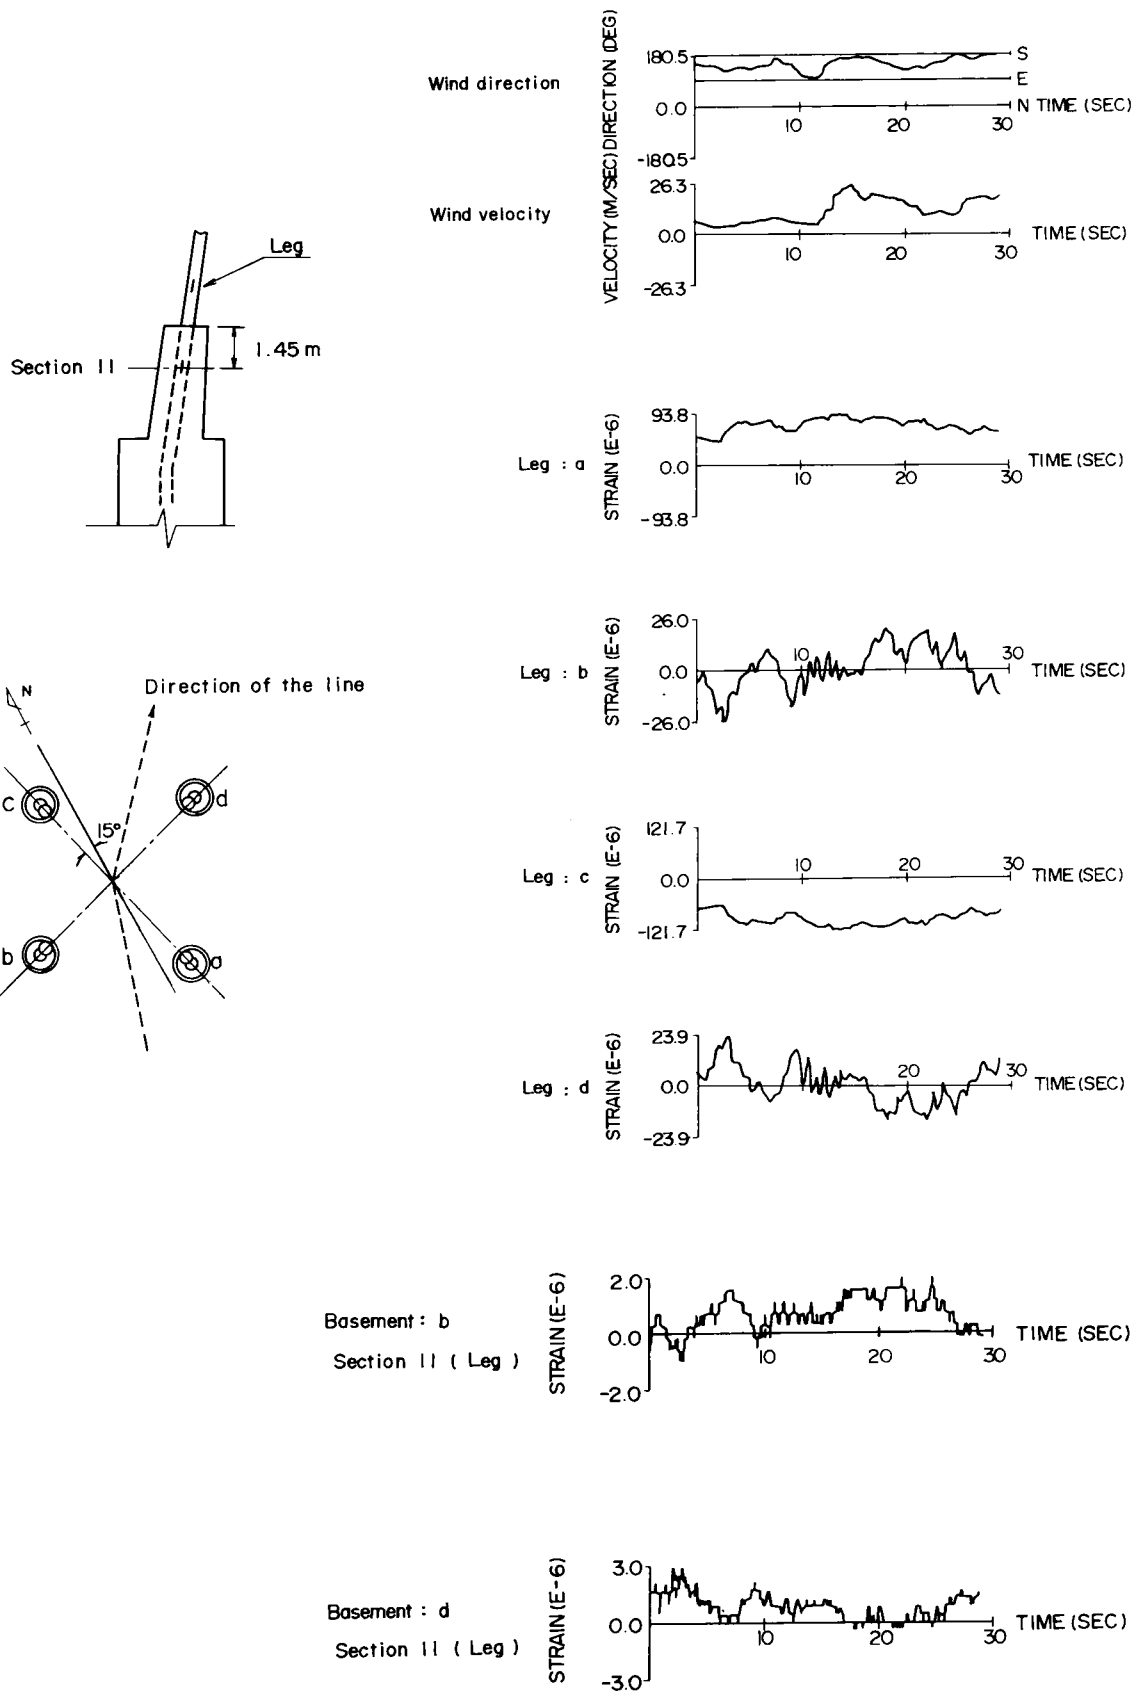 Wind direction
VELOCITY (M/SEC) DIRECTION (DEG)
180.5
0.0
-180.5
S
E
N TIME (SEC)
10 20 30
Wind velocity
26.3
0.0
-26.3
TIME (SEC)
10 20 30
Leg
1.45 m
Section II
Leg : a
STRAIN (E-6)
93.8
0.0
-93.8
TIME (SEC)
10 20 30
Leg : b
STRAIN (E-6)
26.0
0.0
-26.0
10 30
TIME (SEC)
N
Direction of the line
c
d
15°
b
a
Leg : c
STRAIN (E-6)
121.7
0.0
-121.7
10 20 30
TIME (SEC)
Leg : d
STRAIN (E-6)
23.9
0.0
-23.9
20 30
TIME (SEC)
Basement : b
Section II ( Leg )
STRAIN (E-6)
2.0
0.0
-2.0
10 20 30
TIME (SEC)
Basement : d
Section II ( Leg )
STRAIN (E-6)
3.0
0.0
-3.0
10 20 30
TIME (SEC)